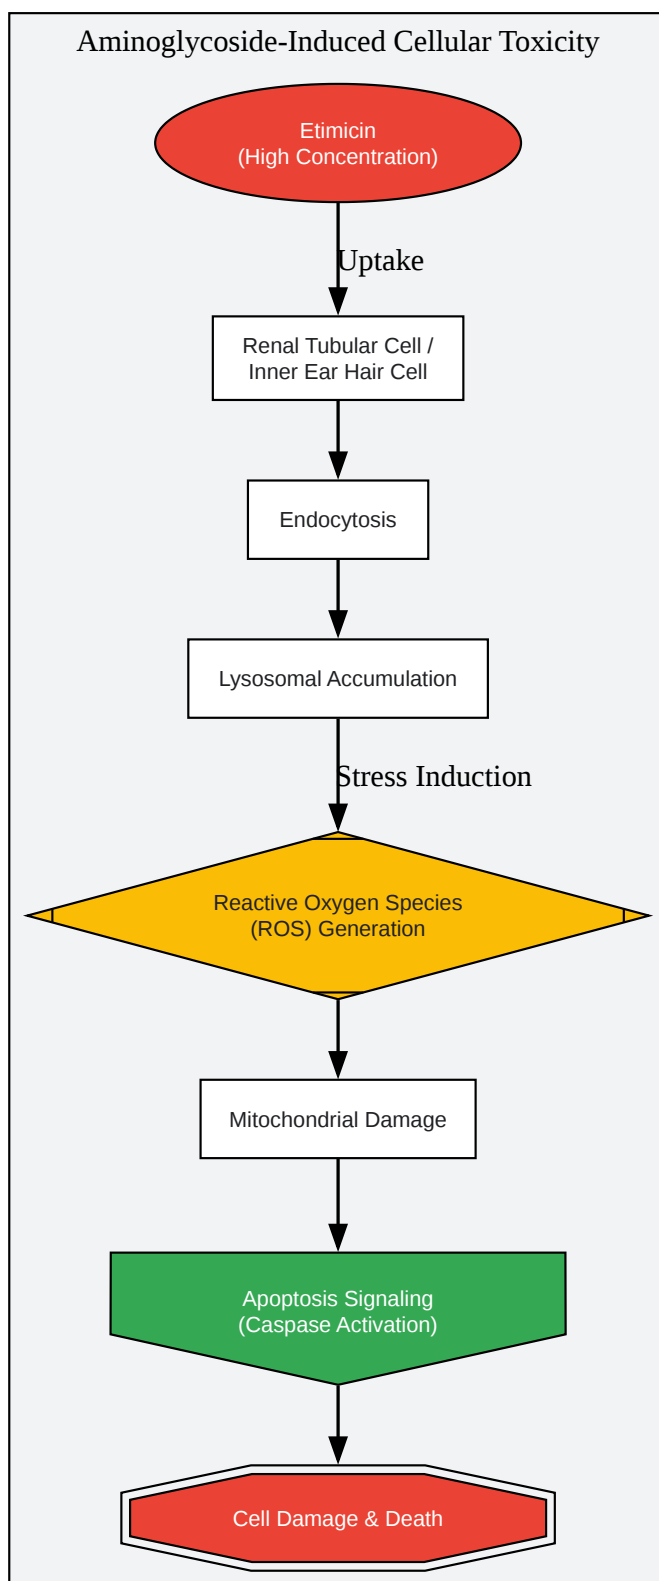 Aminoglycoside-Induced Cellular Toxicity
Etimicin
(High Concentration)
Uptake
Renal Tubular Cell /
Inner Ear Hair Cell
Endocytosis
Lysosomal Accumulation
Stress Induction
Reactive Oxygen Species
(ROS) Generation
Mitochondrial Damage
Apoptosis Signaling
(Caspase Activation)
Cell Damage & Death